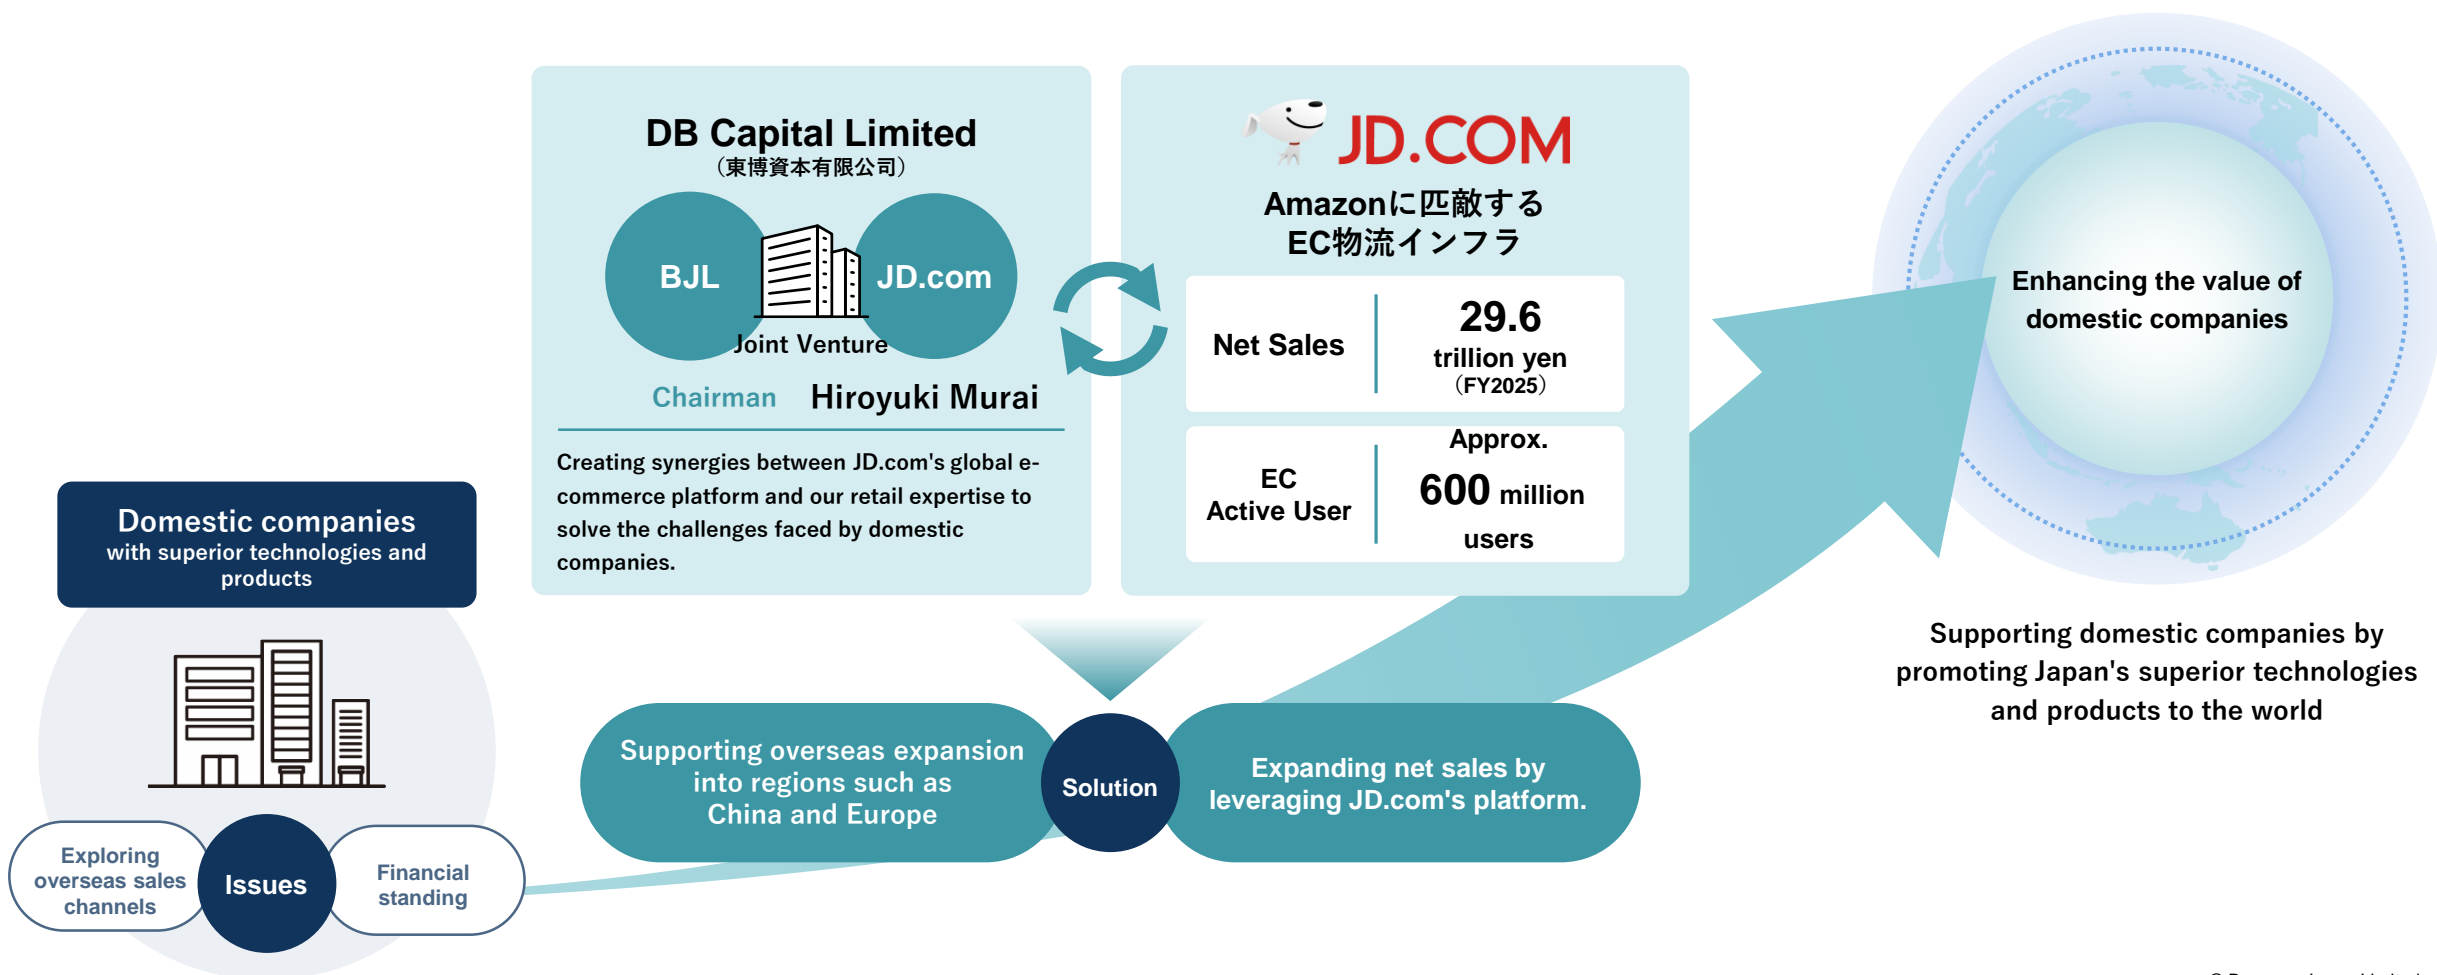 DB Capital Limited
（東博資本有限公司）
BJL
JD.com
Joint Venture
Chairman Hiroyuki Murai
Creating synergies between JD.com's global e-
commerce platform and our retail expertise to
solve the challenges faced by domestic
companies.
JD.COM
Amazonに匹敵する
EC物流インフラ
Net Sales
29.6
trillion yen
（FY2025）
EC
Active User
Approx.
600 million
users
Enhancing the value of
domestic companies
Supporting domestic companies by
promoting Japan's superior technologies
and products to the world
Domestic companies
with superior technologies and
products
Exploring
overseas sales
channels
Issues
Financial
standing
Supporting overseas expansion
into regions such as
China and Europe
Solution
Expanding net sales by
leveraging JD.com's platform.